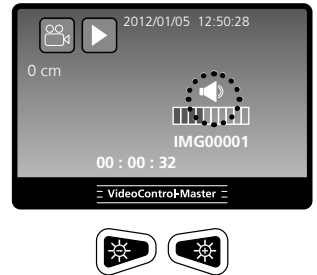 2012/01/05 12:50:28
0 cm
IMG00001
00 : 00 : 32
VideoControl-Master